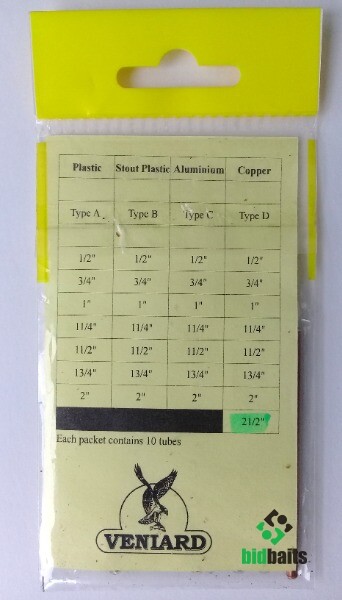 Plastic Stout Plastic Aluminium Copper
Type A Type B Type C Type D
1/2" 1/2" 1/2" 1/2"
3/4" 3/4" 3/4" 3/4"
1" 1" 1" 1"
11/4" 11/4" 11/4" 11/4"
11/2" 11/2" 11/2" 11/2"
13/4" 13/4" 13/4" 13/4"
2" 2" 2" 2"
21/2"
Each packet contains 10 tubes
VENIARD
bidbaits